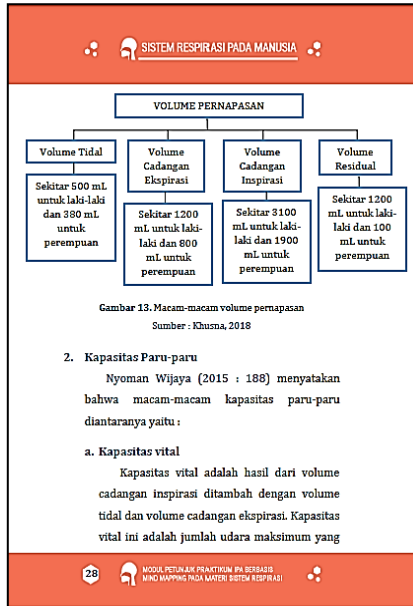 SISTEM RESPIRASI PADA MANUSIA
VOLUME PERNAPASAN
Volume Tidal
Sekitar 500 mL
untuk laki-laki
dan 380 mL
untuk
perempuan
Volume
Cadangan
Ekspirasi
Sekitar 1200
mL untuk laki-
laki dan 800
mL untuk
perempuan
Volume
Cadangan
Inspirasi
Sekitar 3100
mL untuk laki-
laki dan 1900
mL untuk
perempuan
Volume
Residual
Sekitar 1200
mL untuk laki-
laki dan 100
mL untuk
perempuan
Gambar 13. Macam-macam volume pernapasan
Sumber : Khusna, 2018
2. Kapasitas Paru-paru
Nyoman Wijaya (2015 : 188) menyatakan
bahwa macam-macam kapasitas paru-paru
diantaranya yaitu :
a. Kapasitas vital
Kapasitas vital adalah hasil dari volume
cadangan inspirasi ditambah dengan volume
tidal dan volume cadangan ekspirasi. Kapasitas
vital ini adalah jumlah udara maksimum yang
28
MODUL PETUNJUK PRAKTIKUM IPA BERBASIS
MIND MAPPING PADA MATERI SISTEM RESPIRASI